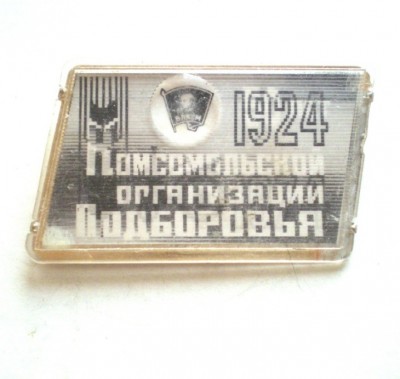 1924
Комсомольской
организации
Подборовья